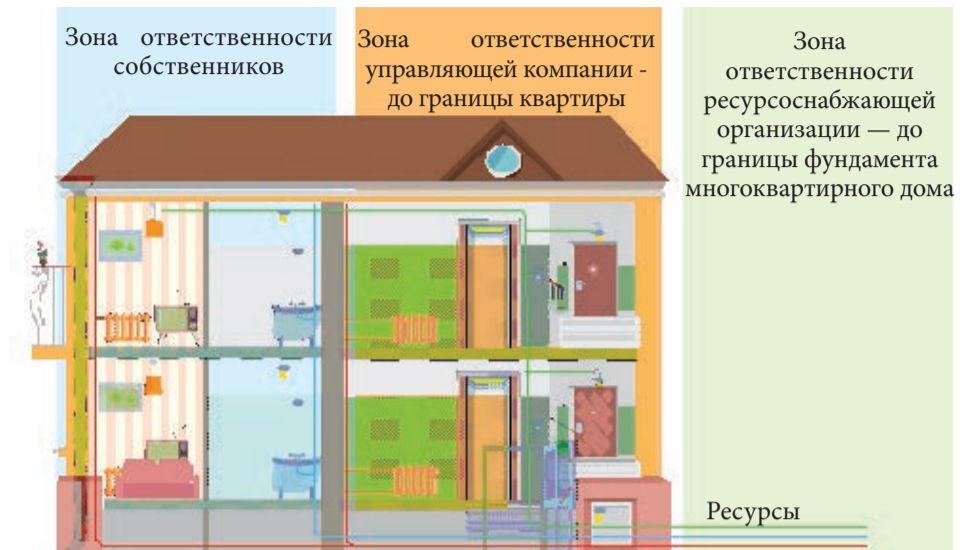 Зона ответственности
собственников
Зона ответственности
управляющей компании -
до границы квартиры
Зона
ответственности
ресурсоснабжающей
организации — до
границы фундамента
многоквартирного дома
Ресурсы